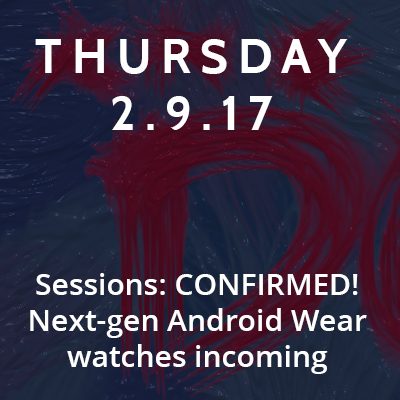 THURSDAY
2.9.17
Sessions: CONFIRMED!
Next-gen Android Wear
watches incoming